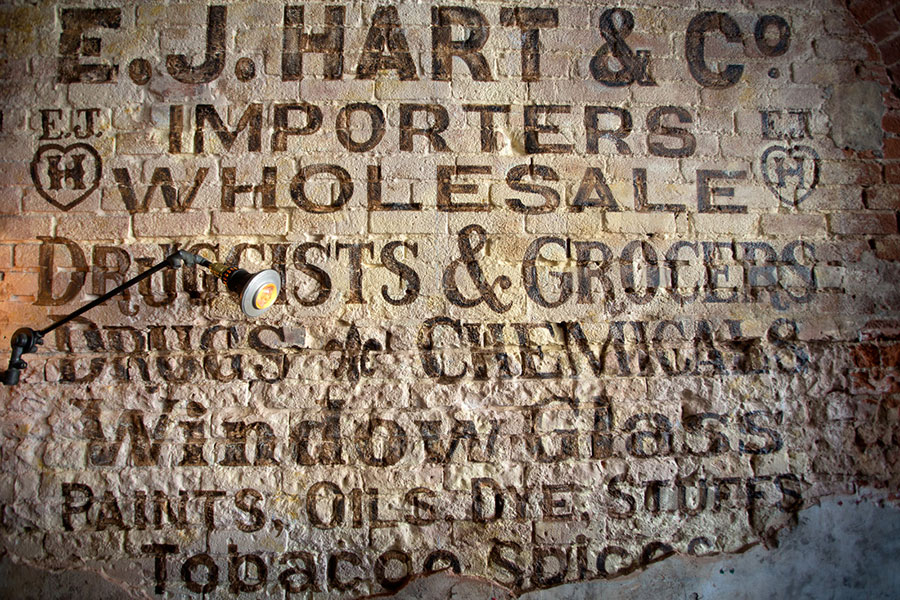 E. J. HART & Co
IMPORTERS
E.J. H
E.J. H
WHOLESALE
DRUGGISTS & GROCERS
DRUGS ★ CHEMICALS
Window Glass
PAINTS, OILS DYE, STUFFS
Tobacco Spices